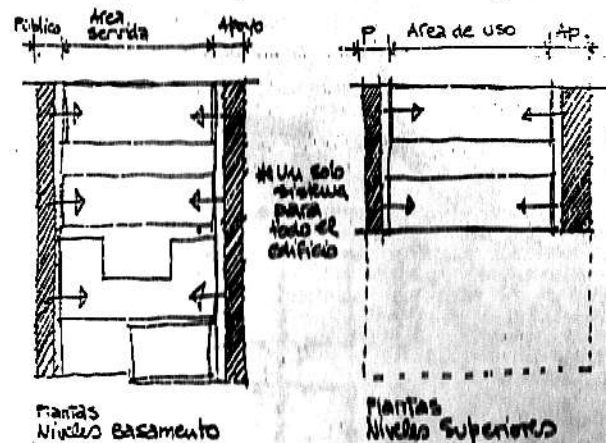 Público
Area
servida
Apoyo
P.
Area de uso
Ap.
* Un solo
sistema
para
todo el
edificio
Plantas
Niveles Basamento
Plantas
Niveles Superiores